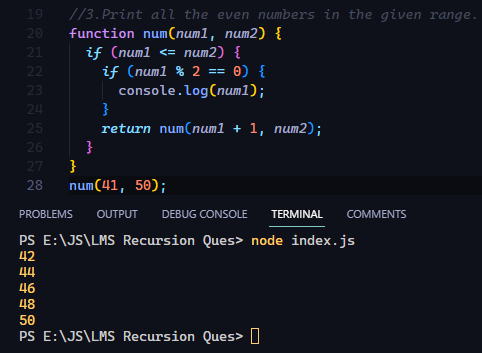 19 //3.Print all the even numbers in the given range.
20 function num(num1, num2) {
21   if (num1 <= num2) {
22     if (num1 % 2 == 0) {
23       console.log(num1);
24     }
25     return num(num1 + 1, num2);
26   }
27 }
28 num(41, 50);
PROBLEMS OUTPUT DEBUG CONSOLE TERMINAL COMMENTS
PS E:\JS\LMS Recursion Ques> node index.js
42
44
46
48
50
PS E:\JS\LMS Recursion Ques>